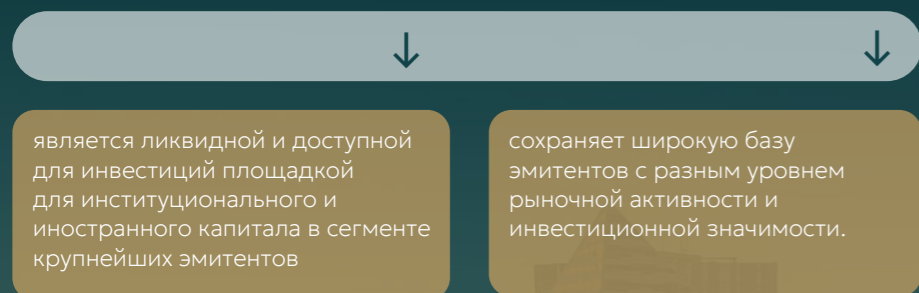 является ликвидной и доступной
для инвестиций площадкой
для институционального и
иностранного капитала в сегменте
крупнейших эмитентов
сохраняет широкую базу
эмитентов с разным уровнем
рыночной активности и
инвестиционной значимости.